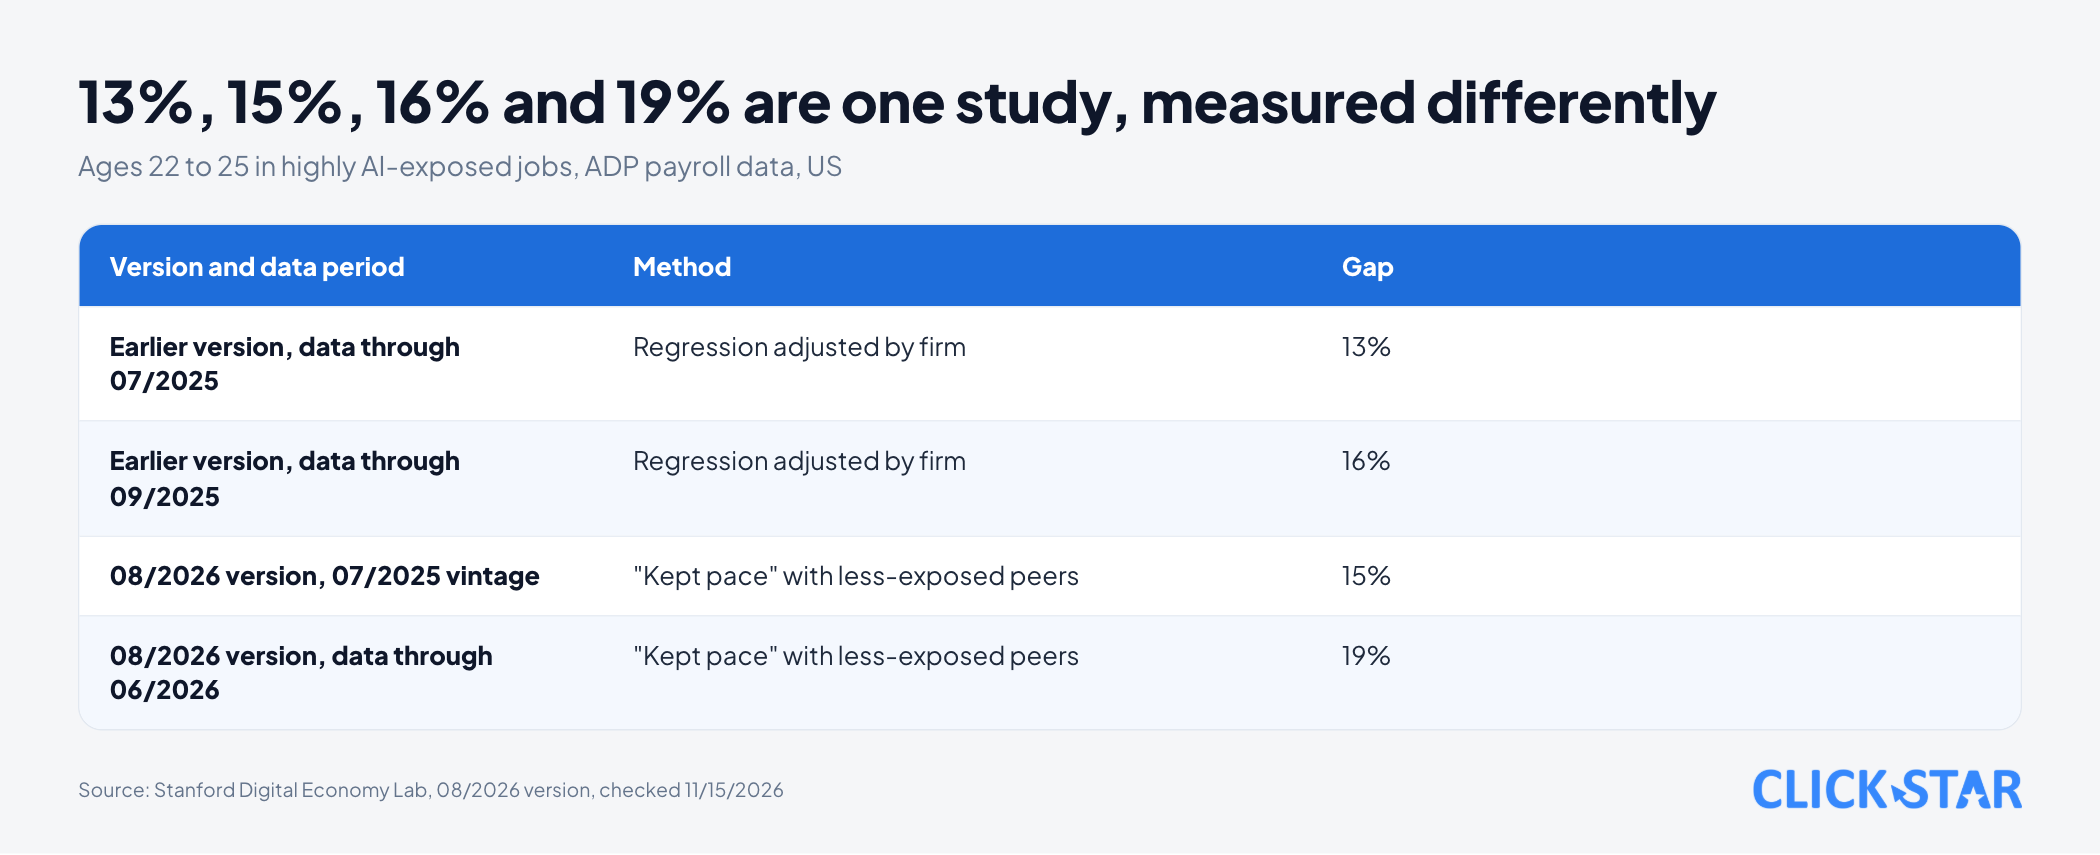 13%, 15%, 16% and 19% are one study, measured differently
Ages 22 to 25 in highly AI-exposed jobs, ADP payroll data, US
Version and data period
Method
Gap
Earlier version, data through
07/2025
Regression adjusted by firm
13%
Earlier version, data through
09/2025
Regression adjusted by firm
16%
08/2026 version, 07/2025 vintage
"Kept pace" with less-exposed peers
15%
08/2026 version, data through
06/2026
"Kept pace" with less-exposed peers
19%
Source: Stanford Digital Economy Lab, 08/2026 version, checked 11/15/2026
CLICKSTAR